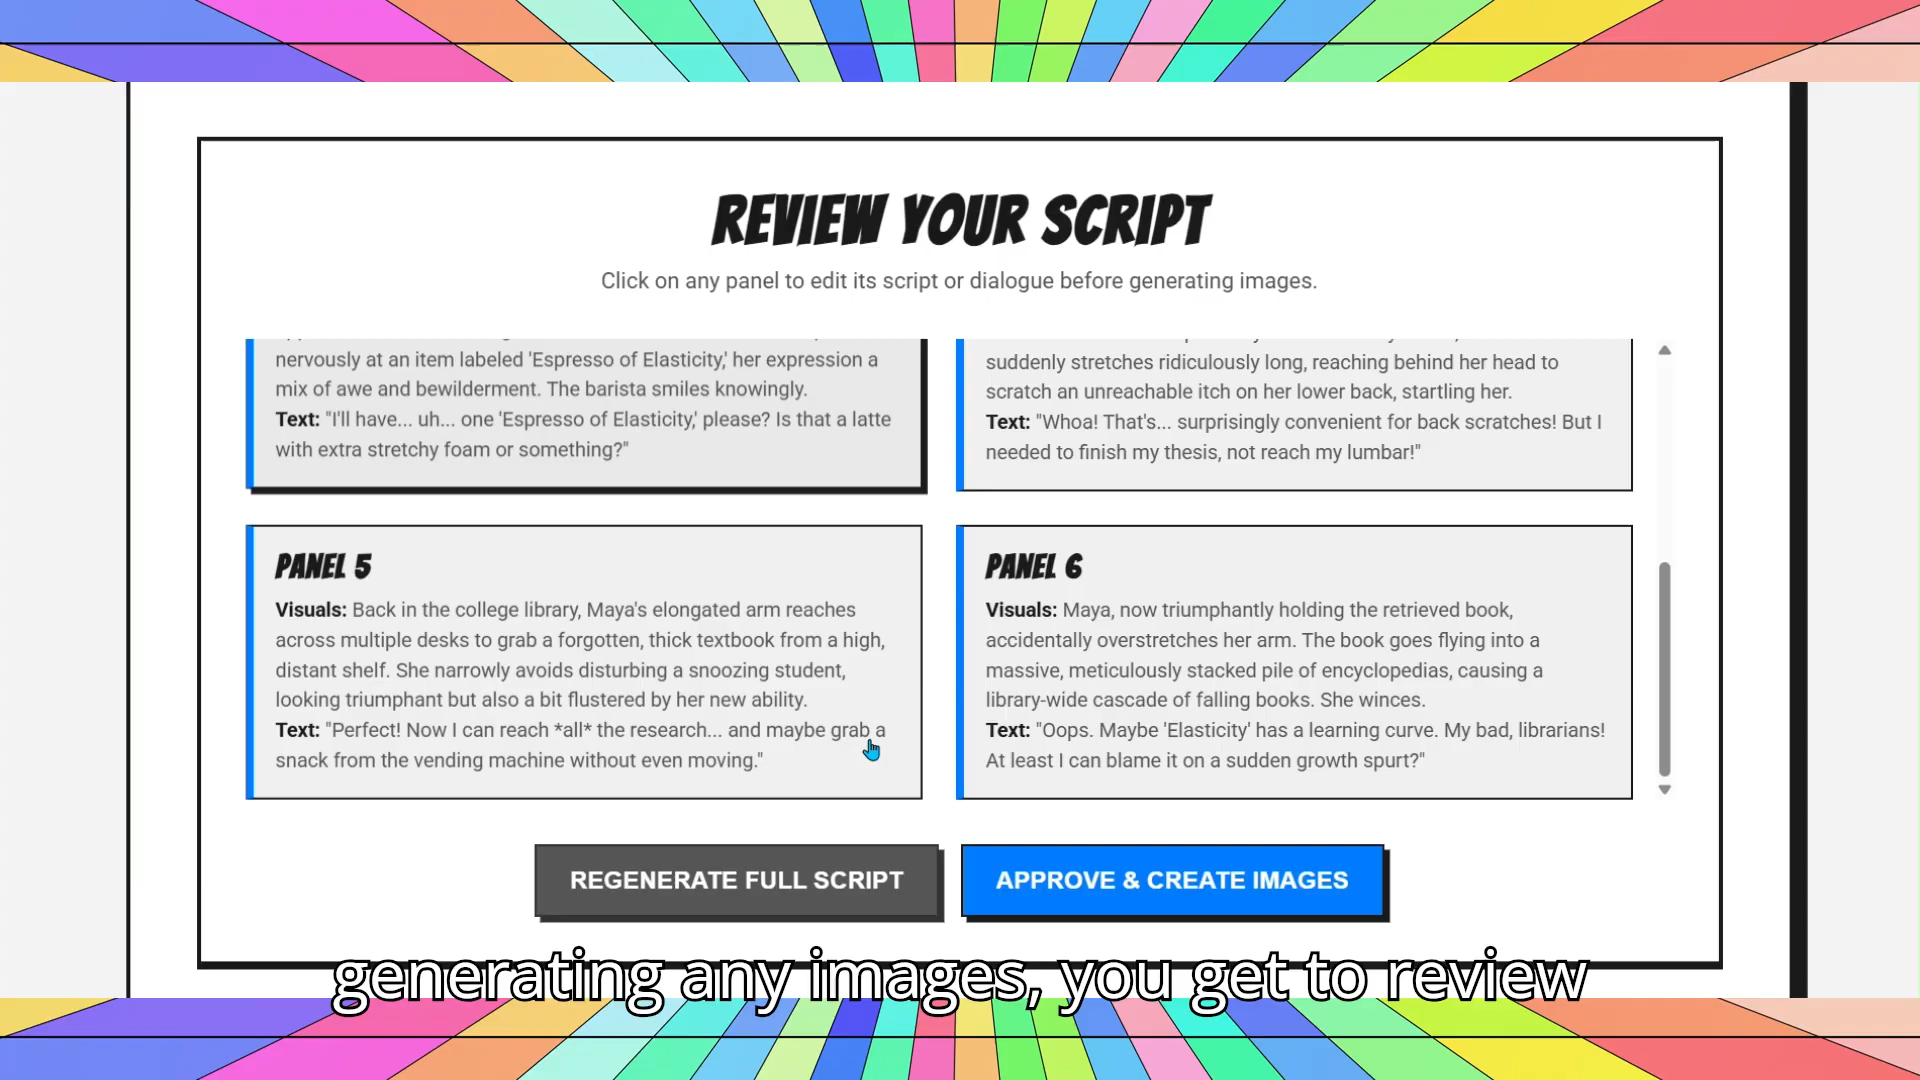 REVIEW YOUR SCRIPT
Click on any panel to edit its script or dialogue before generating images.
nervously at an item labeled 'Espresso of Elasticity,' her expression a
mix of awe and bewilderment. The barista smiles knowingly.
Text: "I'll have... uh... one 'Espresso of Elasticity,' please? Is that a latte
with extra stretchy foam or something?"
suddenly stretches ridiculously long, reaching behind her head to
scratch an unreachable itch on her lower back, startling her.
Text: "Whoa! That's... surprisingly convenient for back scratches! But I
needed to finish my thesis, not reach my lumbar!"
PANEL 5
Visuals: Back in the college library, Maya's elongated arm reaches
across multiple desks to grab a forgotten, thick textbook from a high,
distant shelf. She narrowly avoids disturbing a snoozing student,
looking triumphant but also a bit flustered by her new ability.
Text: "Perfect! Now I can reach *all* the research... and maybe grab a
snack from the vending machine without even moving."
PANEL 6
Visuals: Maya, now triumphantly holding the retrieved book,
accidentally overstretches her arm. The book goes flying into a
massive, meticulously stacked pile of encyclopedias, causing a
library-wide cascade of falling books. She winces.
Text: "Oops. Maybe 'Elasticity' has a learning curve. My bad, librarians!
At least I can blame it on a sudden growth spurt?"
REGENERATE FULL SCRIPT
APPROVE & CREATE IMAGES
generating any images, you get to review